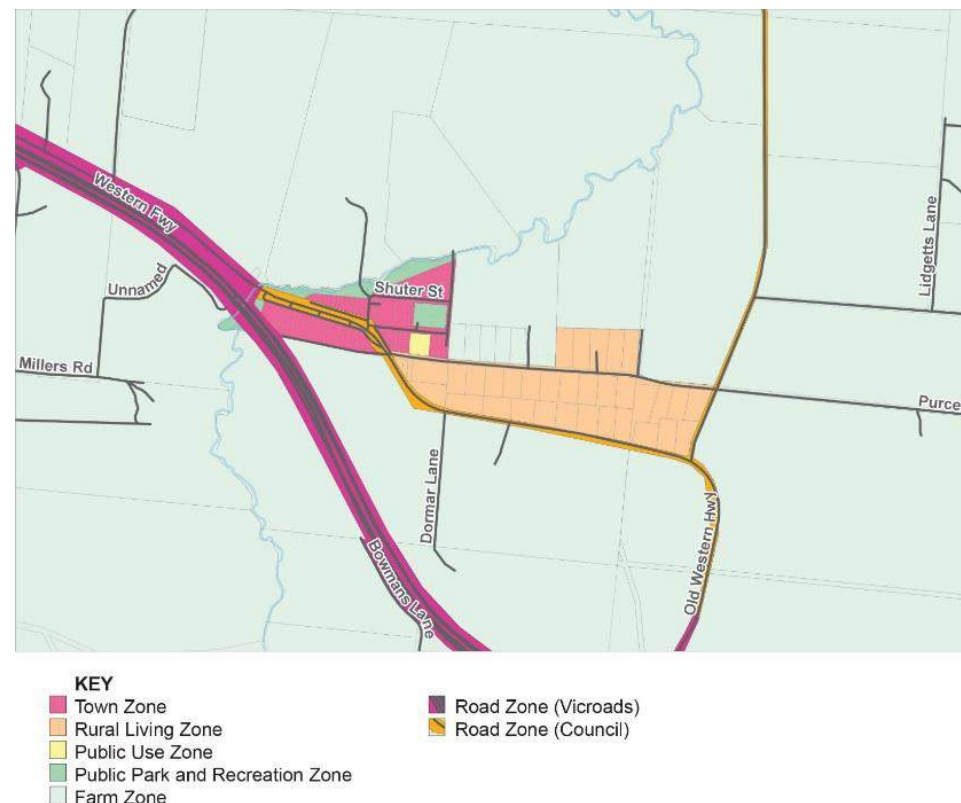 Western Fwy
Lidgetts Lane
Unnamed
Shuter St
Millers Rd
Purce
Dormar Lane
Old Western Hwy
Bowmans Lane
KEY
Town Zone
Rural Living Zone
Public Use Zone
Public Park and Recreation Zone
Farm Zone
Road Zone (Vicroads)
Road Zone (Council)